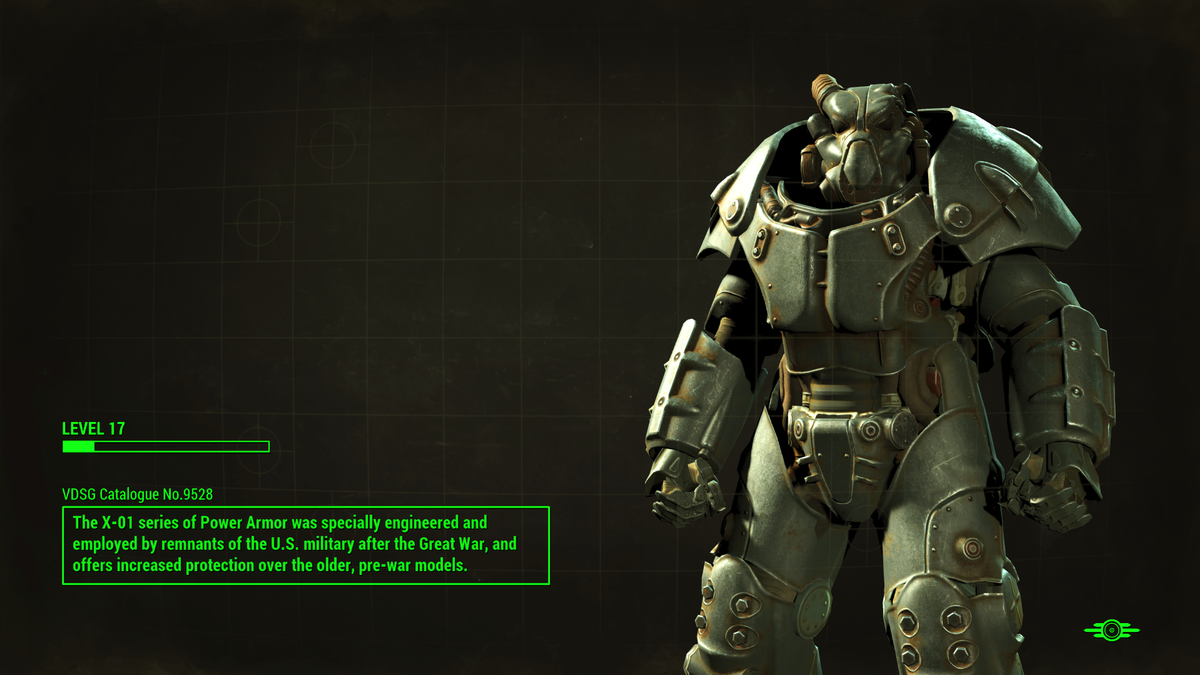 LEVEL 17
VDSG Catalogue No.9528
The X-01 series of Power Armor was specially engineered and
employed by remnants of the U.S. military after the Great War, and
offers increased protection over the older, pre-war models.